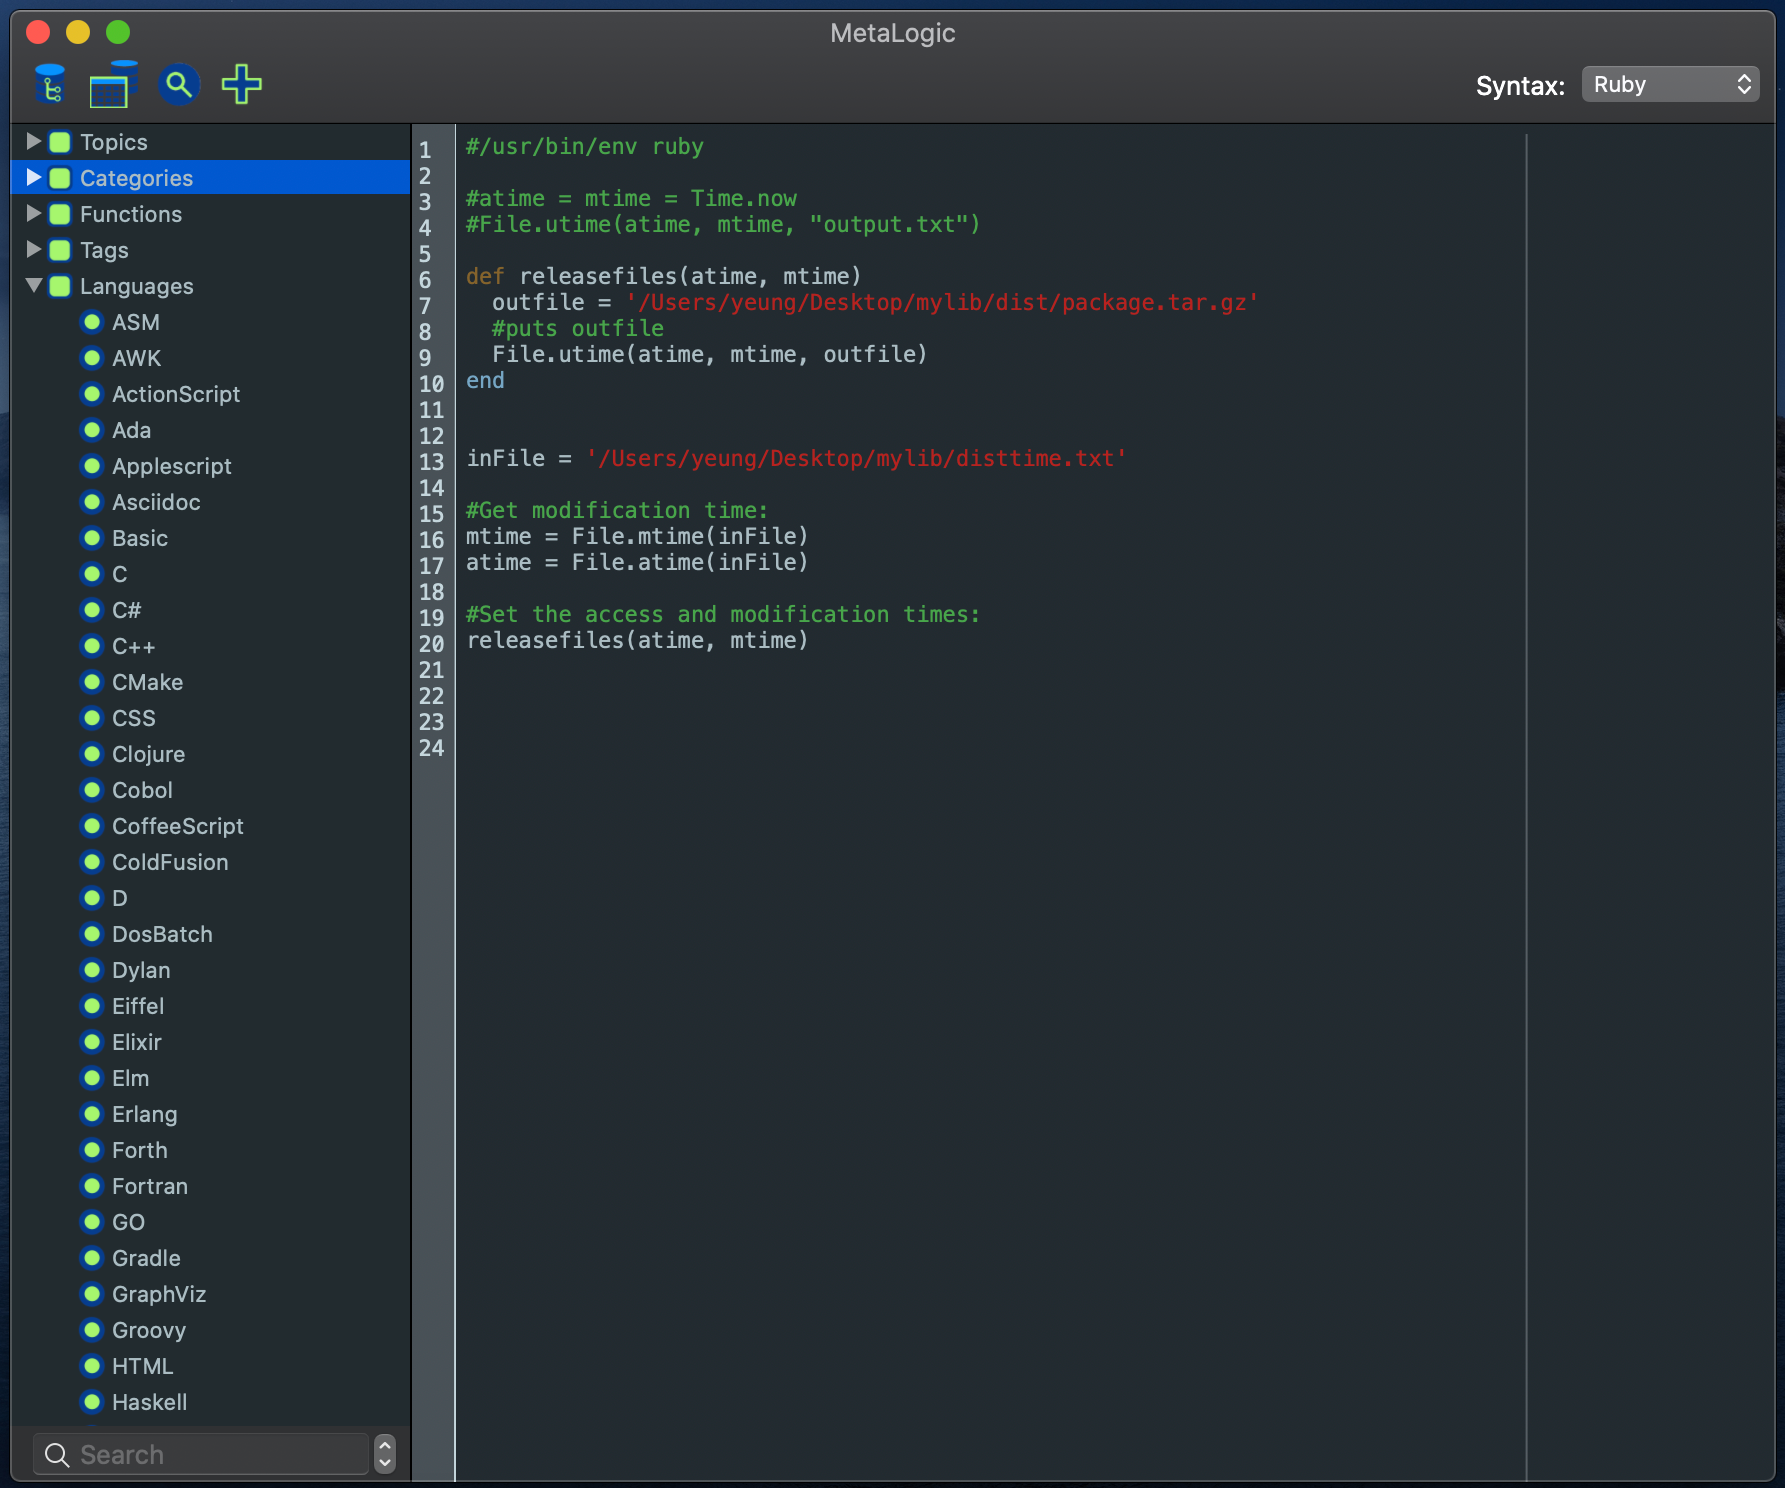 MetaLogic
Syntax: Ruby
Topics
Categories
Functions
Tags
Languages
ASM
AWK
ActionScript
Ada
Applescript
Asciidoc
Basic
C
C#
C++
CMake
CSS
Clojure
Cobol
CoffeeScript
ColdFusion
D
DosBatch
Dylan
Eiffel
Elixir
Elm
Erlang
Forth
Fortran
GO
Gradle
GraphViz
Groovy
HTML
Haskell
Search
1 #/usr/bin/env ruby
2
3 #atime = mtime = Time.now
4 #File.utime(atime, mtime, "output.txt")
5
6 def releasefiles(atime, mtime)
7   outfile = '/Users/yeung/Desktop/mylib/dist/package.tar.gz'
8   #puts outfile
9   File.utime(atime, mtime, outfile)
10 end
11
12
13 inFile = '/Users/yeung/Desktop/mylib/disttime.txt'
14
15 #Get modification time:
16 mtime = File.mtime(inFile)
17 atime = File.atime(inFile)
18
19 #Set the access and modification times:
20 releasefiles(atime, mtime)
21
22
23
24